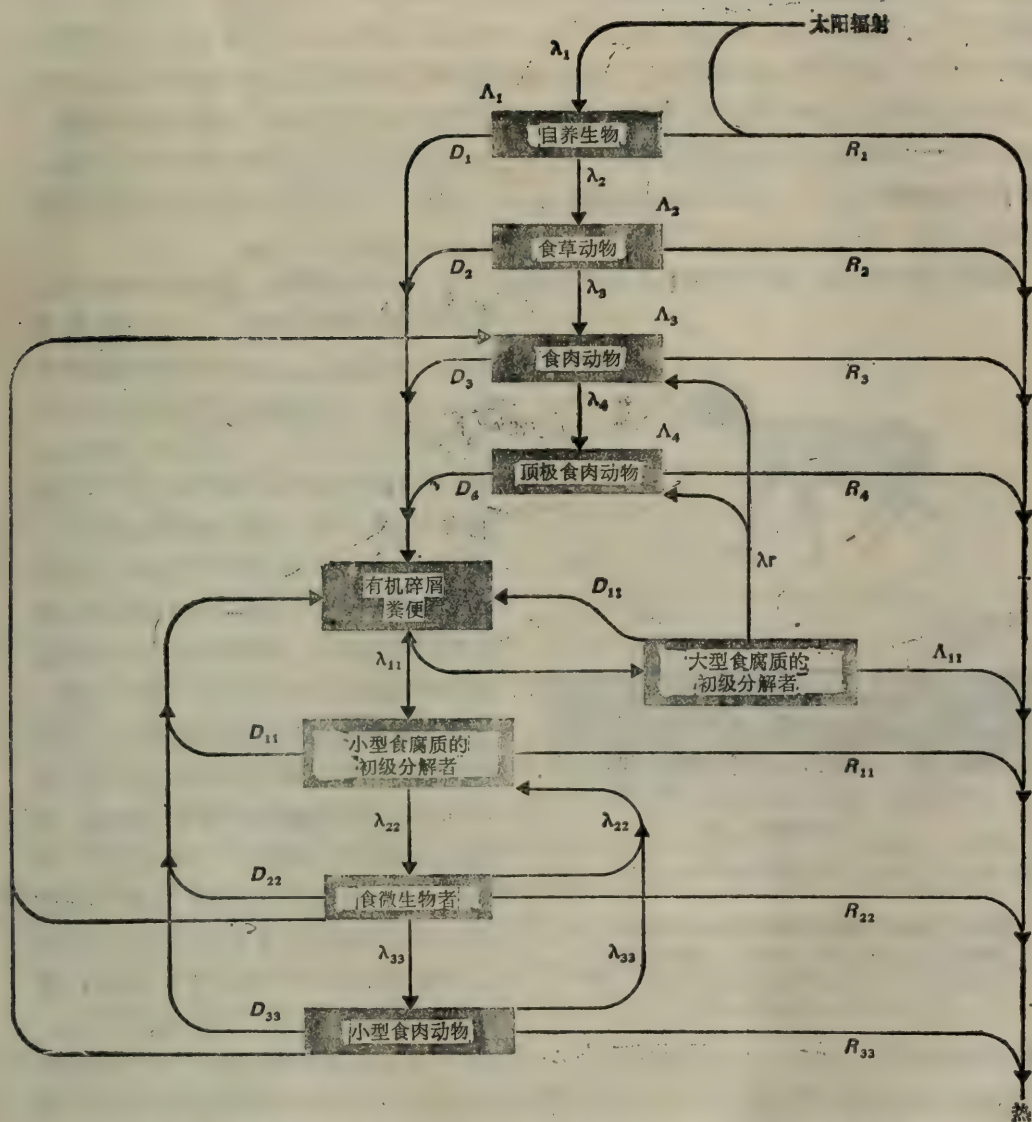 太阳辐射
λ₁
Λ₁
自养生物
D₁
R₁
λ₂
Λ₂
食草动物
D₂
R₂
λ₃
Λ₃
食肉动物
D₃
R₃
λ₄
Λ₄
顶极食肉动物
D₄
R₄
λr
有机碎屑
粪便
D₁₂
λ₁₁
大型食腐质的
初级分解者
Λ₁₂
D₁₁
小型食腐质的
初级分解者
R₁₁
λ₂₂
λ₂₂
D₂₂
食微生物者
R₂₂
λ₃₃
λ₃₃
D₃₃
小型食肉动物
R₃₃
热